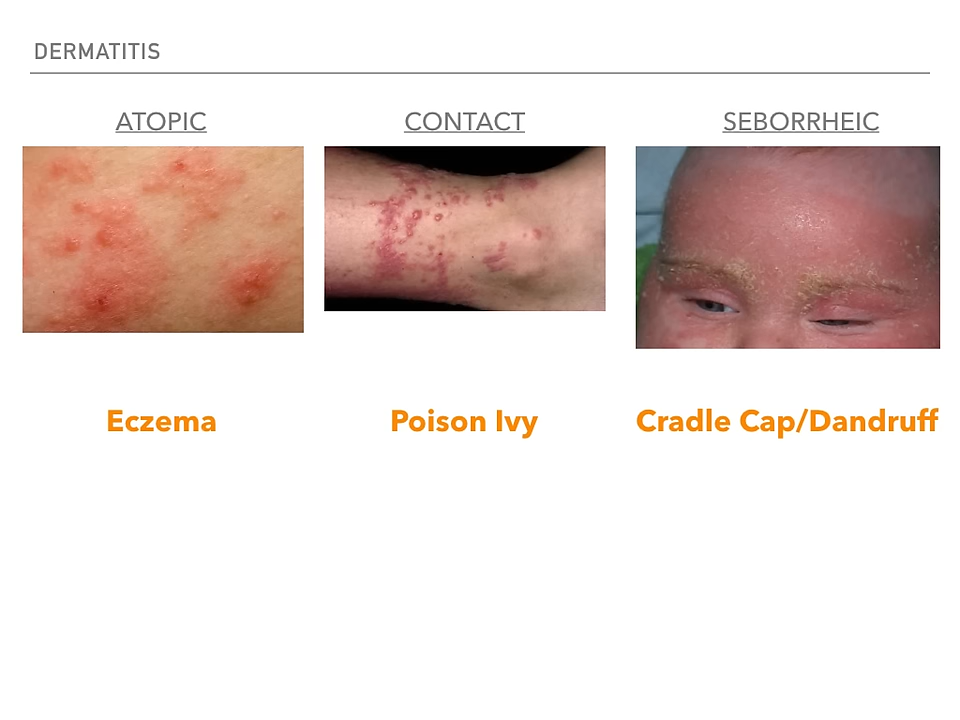 DERMATITIS
ATOPIC
CONTACT
SEBORRHEIC
Eczema
Poison Ivy
Cradle Cap/Dandruff